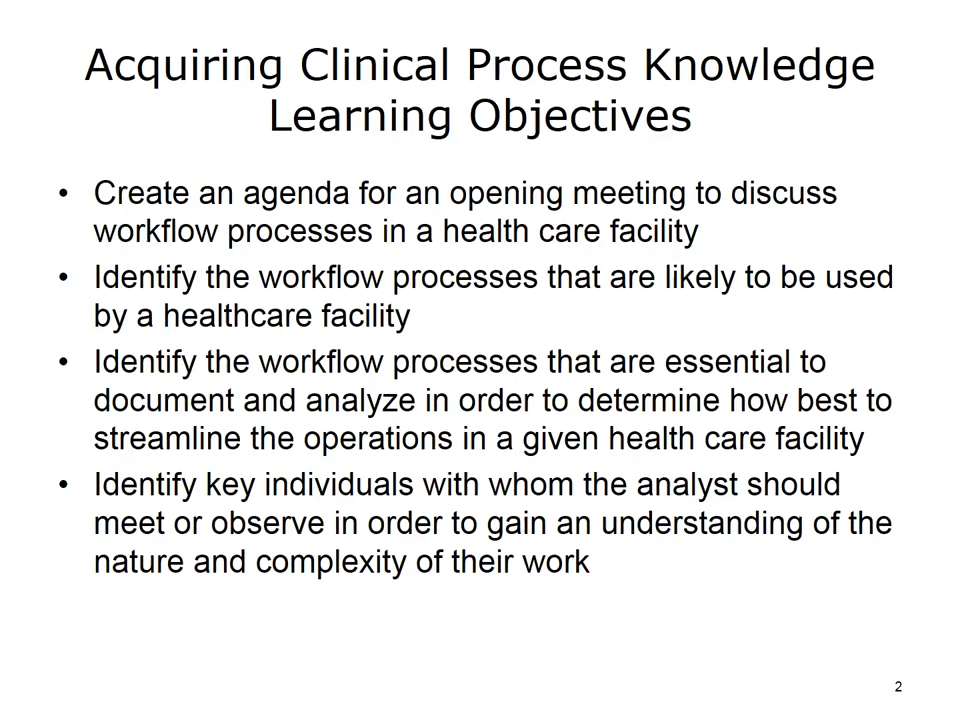 Acquiring Clinical Process Knowledge
Learning Objectives
• Create an agenda for an opening meeting to discuss
workflow processes in a health care facility
• Identify the workflow processes that are likely to be used
by a healthcare facility
• Identify the workflow processes that are essential to
document and analyze in order to determine how best to
streamline the operations in a given health care facility
• Identify key individuals with whom the analyst should
meet or observe in order to gain an understanding of the
nature and complexity of their work
2